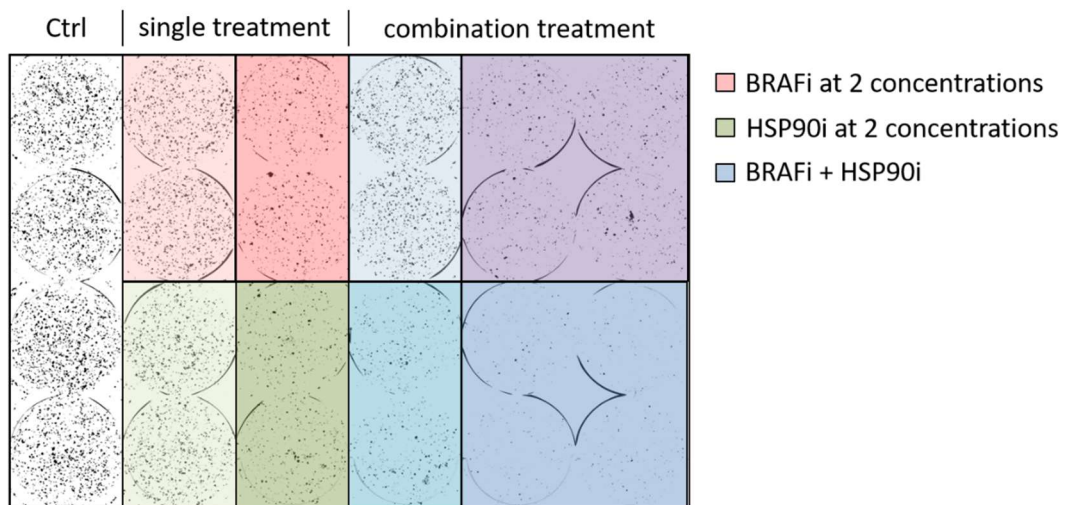 Ctrl
single treatment
combination treatment
BRAFi at 2 concentrations
HSP90i at 2 concentrations
BRAFi + HSP90i